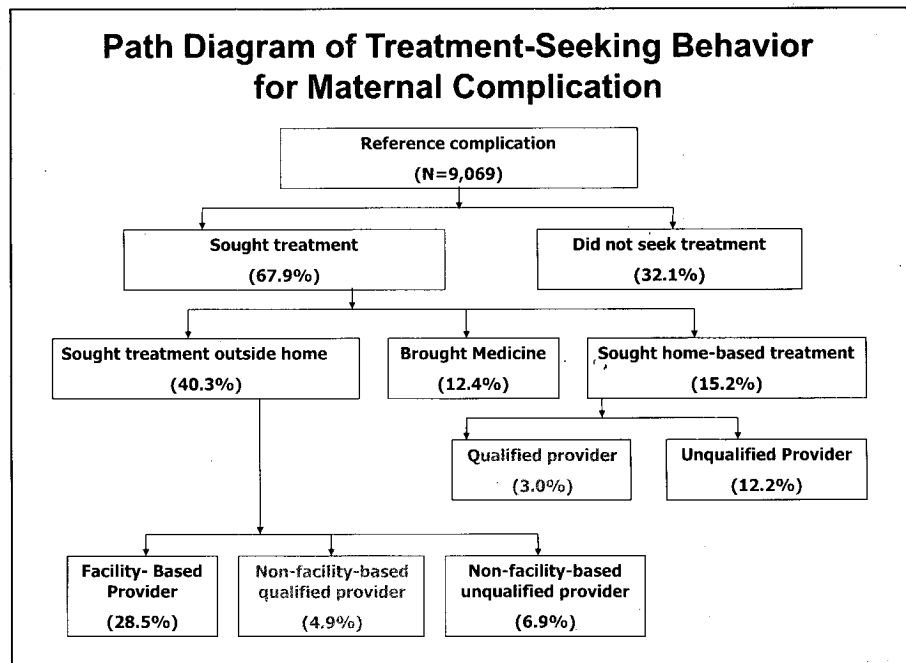 Path Diagram of Treatment-Seeking Behavior
for Maternal Complication
Reference complication
(N=9,069)
Sought treatment
(67.9%)
Did not seek treatment
(32.1%)
Sought treatment outside home
(40.3%)
Brought Medicine
(12.4%)
Sought home-based treatment
(15.2%)
Qualified provider
(3.0%)
Unqualified Provider
(12.2%)
Facility- Based
Provider
(28.5%)
Non-facility-based
qualified provider
(4.9%)
Non-facility-based
unqualified provider
(6.9%)